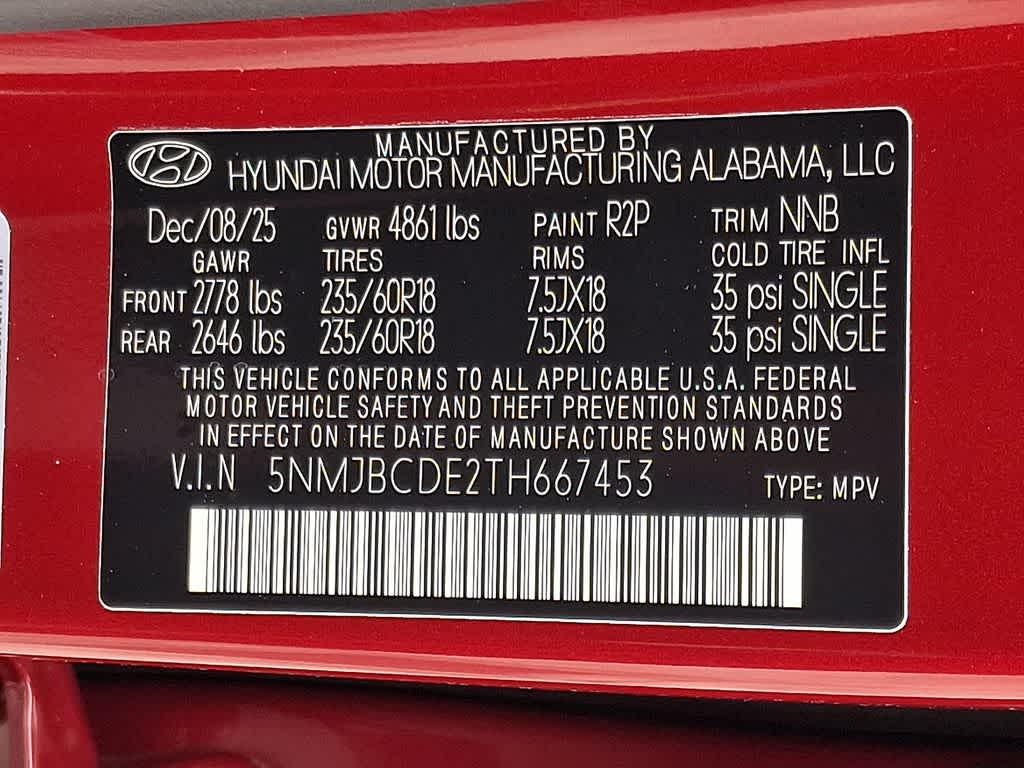 MANUFACTURED BY
HYUNDAI MOTOR MANUFACTURING ALABAMA, LLC
Dec/08/25 GVWR 4861 lbs PAINT R2P TRIM NNB
GAWR TIRES RIMS COLD TIRE INFL
FRONT 2778 lbs 235/60R18 7.5JX18 35 psi SINGLE
REAR 2646 lbs 235/60R18 7.5JX18 35 psi SINGLE
THIS VEHICLE CONFORMS TO ALL APPLICABLE U.S.A. FEDERAL
MOTOR VEHICLE SAFETY AND THEFT PREVENTION STANDARDS
IN EFFECT ON THE DATE OF MANUFACTURE SHOWN ABOVE
V.I.N 5NMJBCDE2TH667453 TYPE: MPV